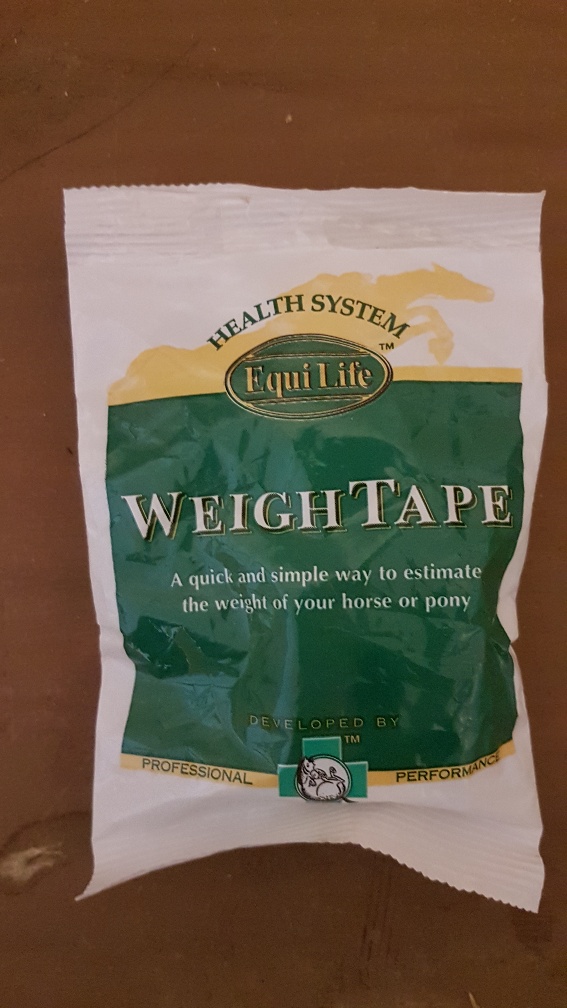 HEALTH SYSTEM
TM
Equi Life
WEIGHTAPE
A quick and simple way to estimate
the weight of your horse or pony
DEVELOPED BY
TM
PROFESSIONAL PERFORMANCE